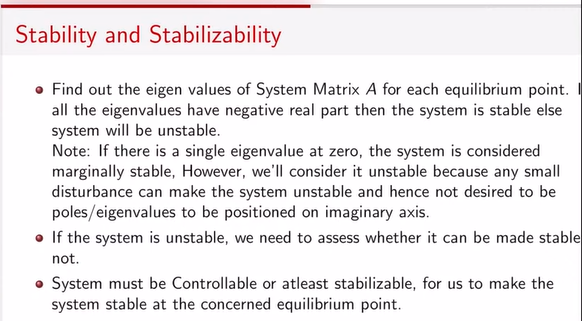 Stability and Stabilizability
Find out the eigen values of System Matrix A for each equilibrium point.
all the eigenvalues have negative real part then the system is stable else
system will be unstable.
Note: If there is a single eigenvalue at zero, the system is considered
marginally stable, However, we'll consider it unstable because any small
disturbance can make the system unstable and hence not desired to be
poles/eigenvalues to be positioned on imaginary axis.
If the system is unstable, we need to assess whether it can be made stable
not.
System must be Controllable or atleast stabilizable, for us to make the
system stable at the concerned equilibrium point.